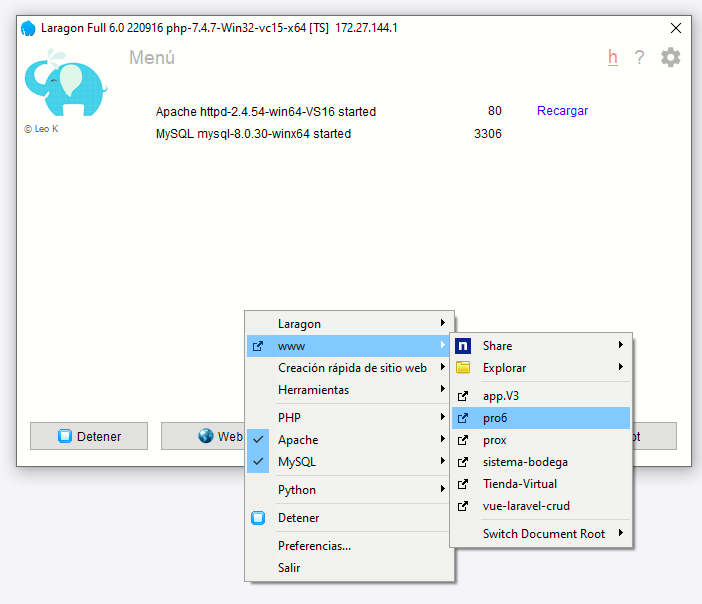 Laragon Full 6.0 220916 php-7.4.7-Win32-vc15-x64 [TS] 172.27.144.1
Menú
h ?
© Leo K
Apache httpd-2.4.54-win64-VS16 started 80 Recargar
MySQL mysql-8.0.30-winx64 started 3306
Detener
Web
ot
Laragon
www
Creación rápida de sitio web
Herramientas
PHP
Apache
MySQL
Python
Detener
Preferencias...
Salir
n Share
Explorar
app.V3
pro6
prox
sistema-bodega
Tienda-Virtual
vue-laravel-crud
Switch Document Root